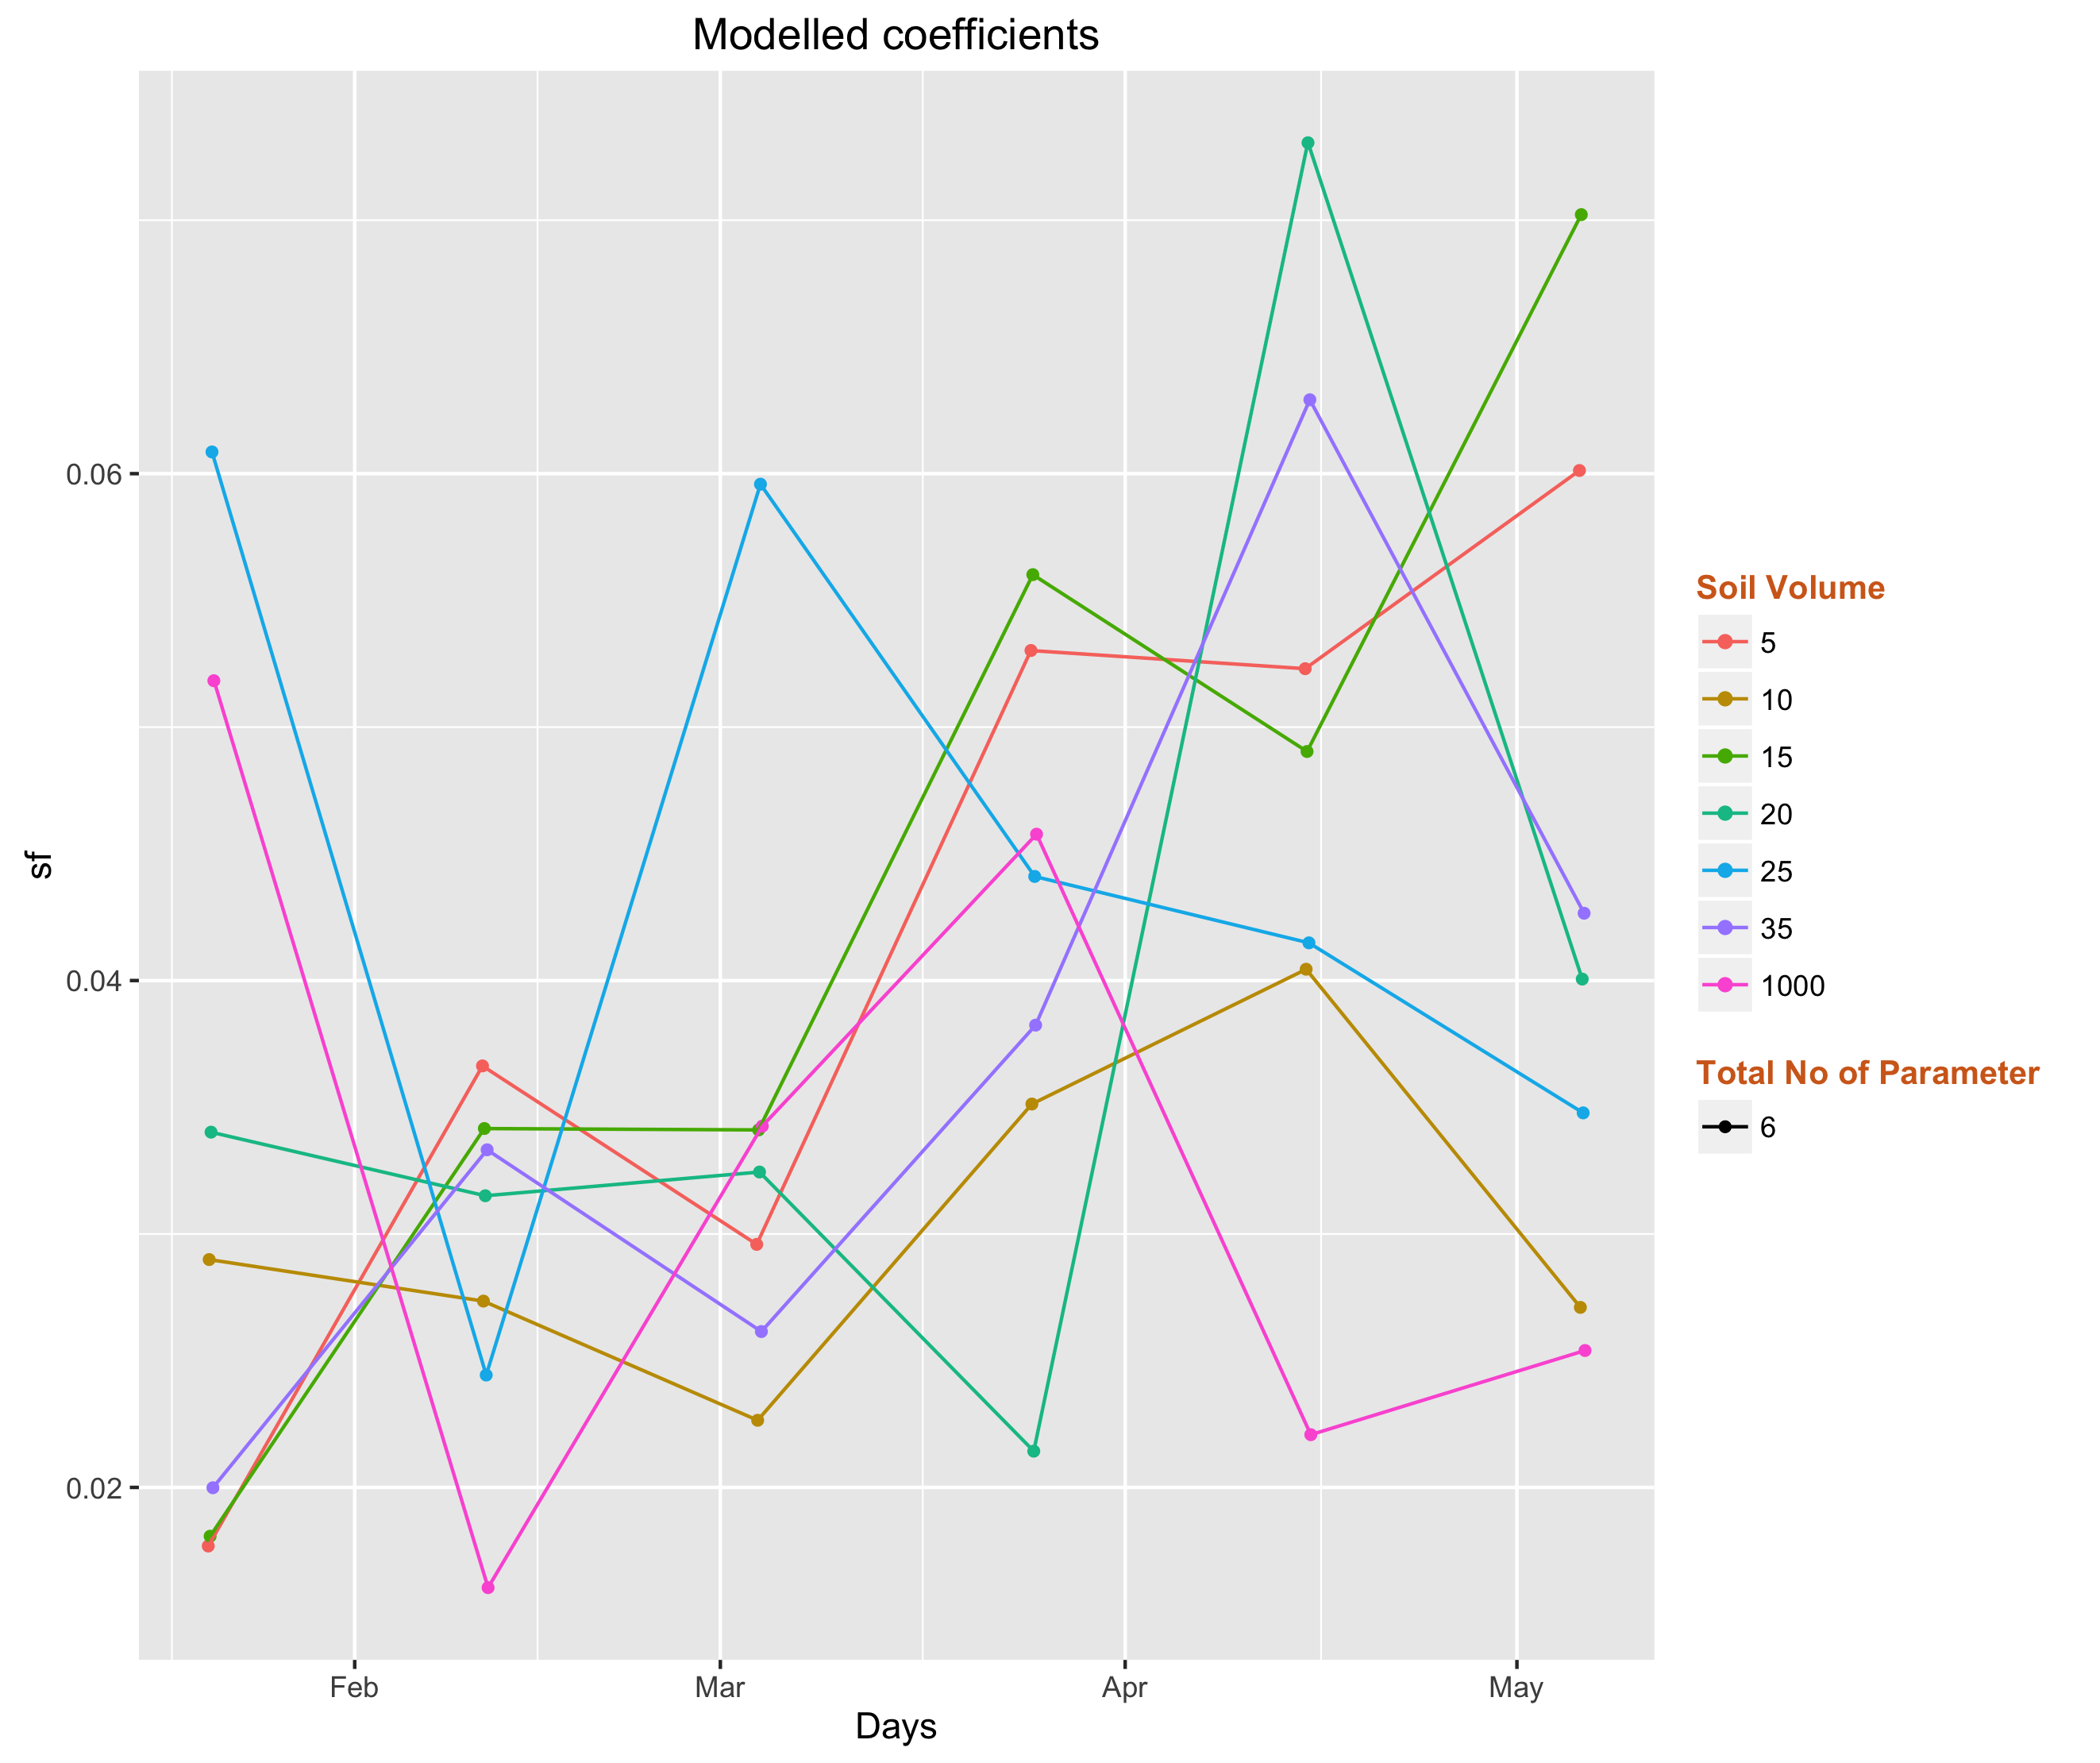 Modelled coefficients
sf
0.06
0.04
0.02
Feb
Mar
Apr
May
Days
Soil Volume
5
10
15
20
25
35
1000
Total No of Parameter
6